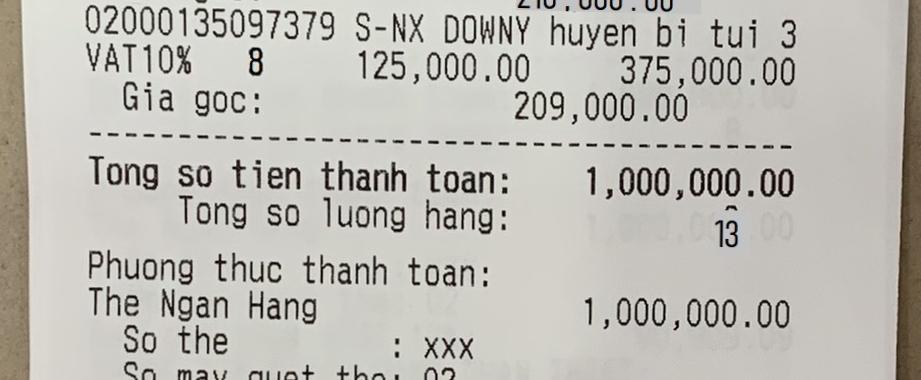 02000135097379 S-NX DOWNY huyen bi tui 3
VAT10% 8 125,000.00 375,000.00
Gia goc: 209,000.00
Tong so tien thanh toan: 1,000,000.00
Tong so luong hang: 13
Phuong thuc thanh toan:
The Ngan Hang 1,000,000.00
So the : XXX
So may quet the: 02